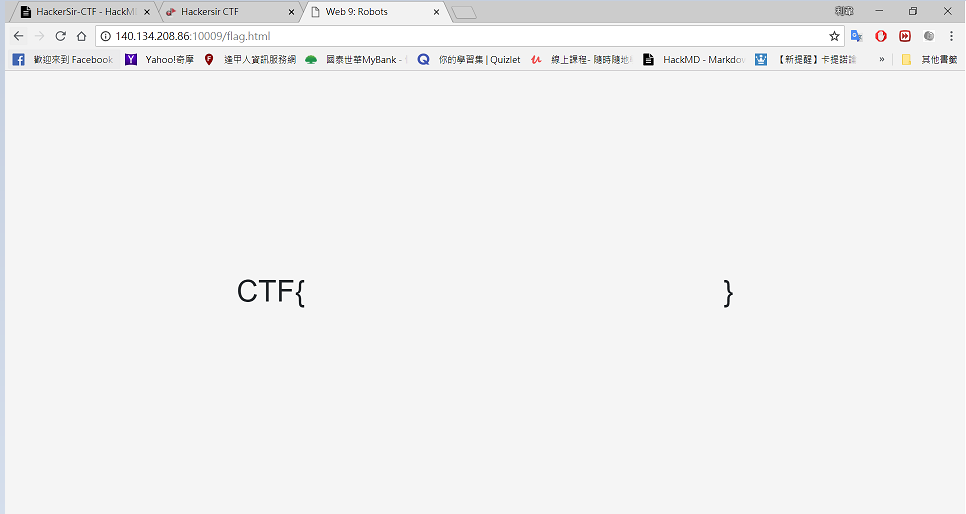 HackerSir-CTF - HackM
Hackersir CTF
Web 9: Robots
140.134.208.86:10009/flag.html
歡迎來到 Facebook
Yahoo!奇摩
逢甲人資訊服務網
國泰世華MyBank -
你的學習集 | Quizlet
線上課程- 隨時隨地
HackMD - Markdow
【新提醒】卡提諾論
»
其他書籤
CTF{ }